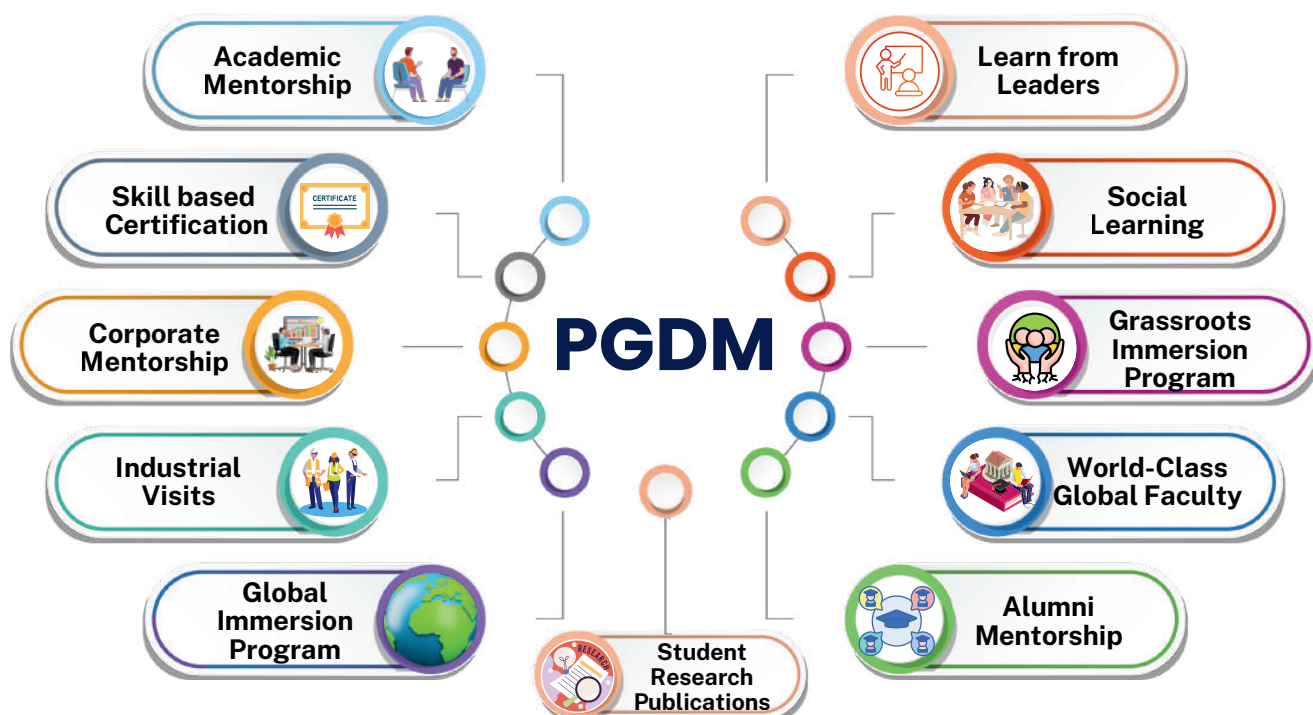 Academic
Mentorship
Skill based
Certification
CERTIFICATE
Corporate
Mentorship
Industrial
Visits
Global
Immersion
Program
PGDM
Learn from
Leaders
Social
Learning
Grassroots
Immersion
Program
World-Class
Global Faculty
Alumni
Mentorship
RESEARCH
Student
Research
Publications